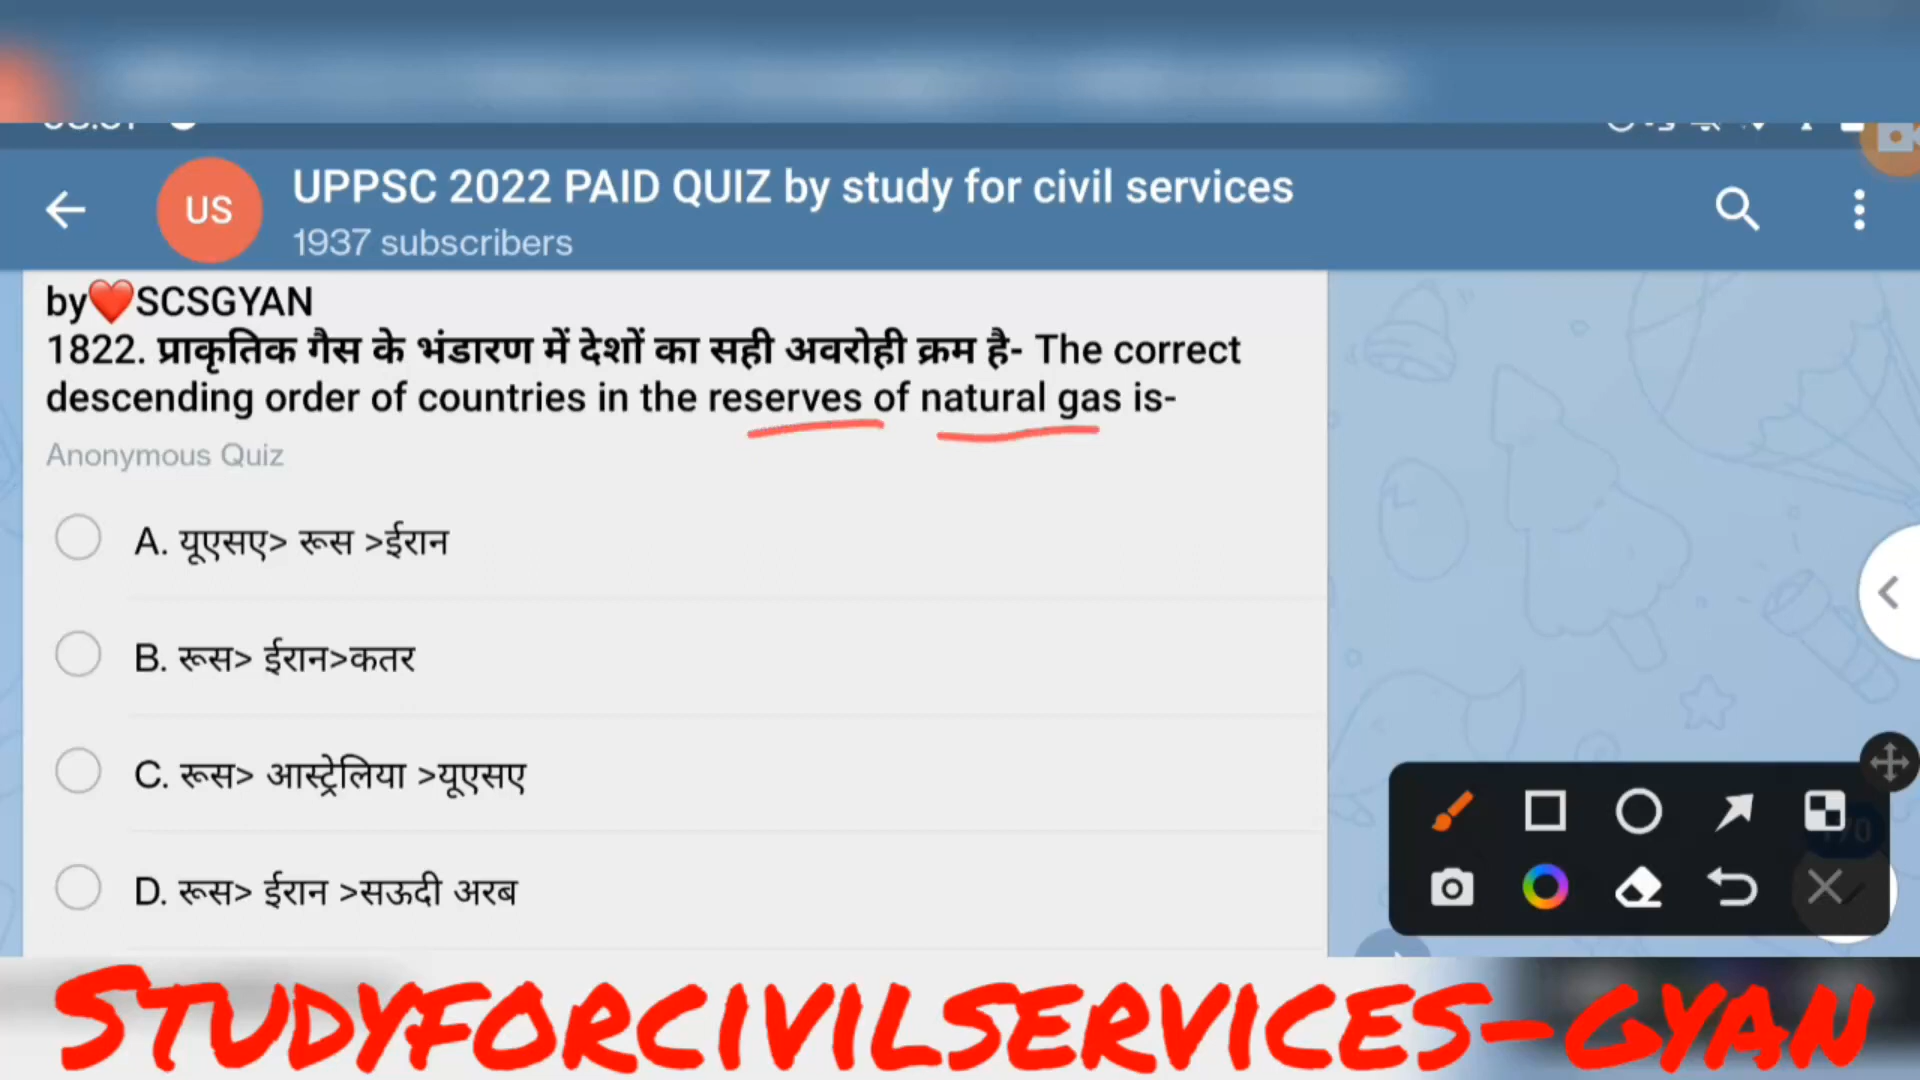 UPPSC 2022 PAID QUIZ by study for civil services
US
1937 subscribers
by❤️SCSGYAN
1822. प्राकृतिक गैस के भंडारण में देशों का सही अवरोही क्रम है- The correct
descending order of countries in the reserves of natural gas is-
Anonymous Quiz
A. यूएसए> रूस >ईरान
B. रूस> ईरान>कतर
C. रूस> आस्ट्रेलिया >यूएसए
D. रूस> ईरान >सऊदी अरब
STUDYFORCIVILSERVICES-GYAN